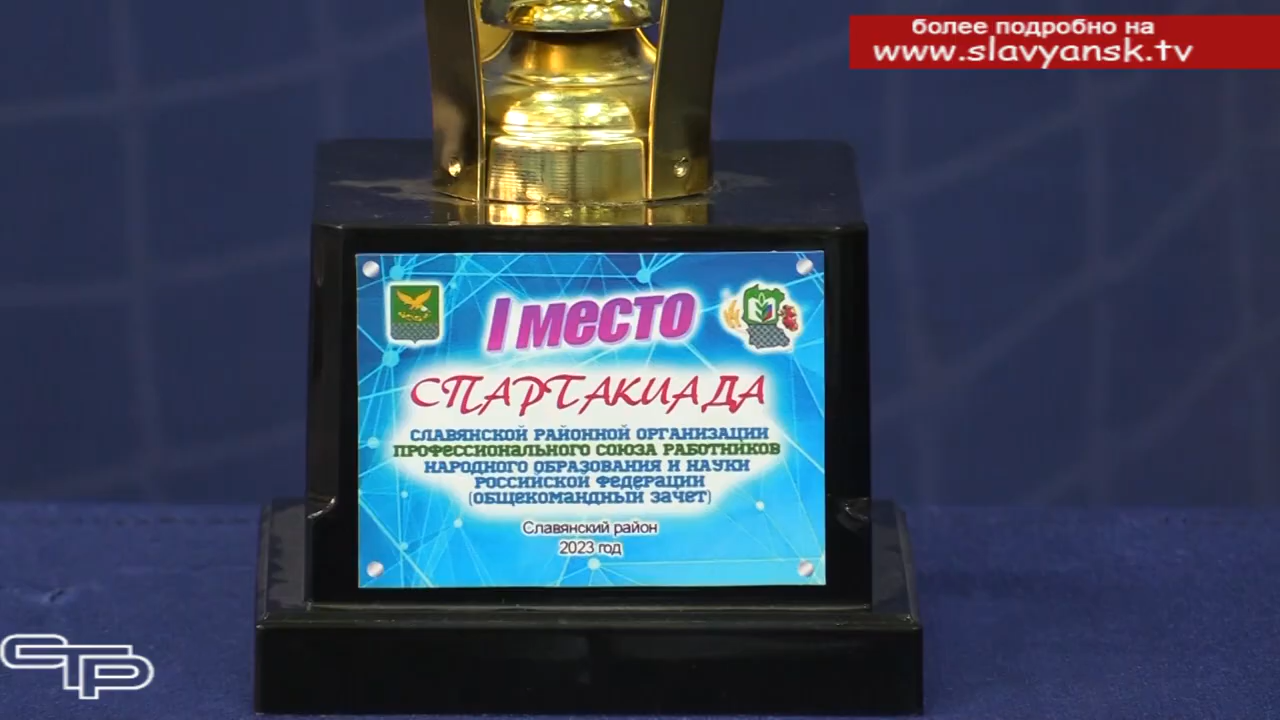 более подробно на
www.slavyansk.tv
I место
СПАРТАКИАДА
СЛАВЯНСКОЙ РАЙОННОЙ ОРГАНИЗАЦИИ
ПРОФЕССИОНАЛЬНОГО СОЮЗА РАБОТНИКОВ
НАРОДНОГО ОБРАЗОВАНИЯ И НАУКИ
РОССИЙСКОЙ ФЕДЕРАЦИИ
(ОБЩЕКОМАНДНЫЙ ЗАЧЕТ)
Славянский район
2023 год
СТР